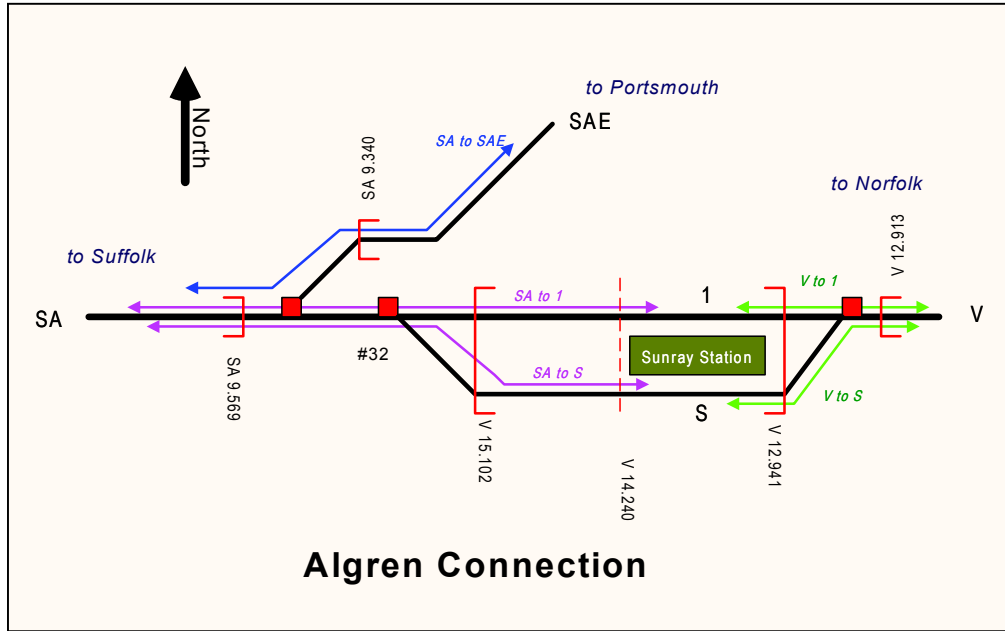 to Portsmouth
SAE
North
SA to SAE
SA 9.340
to Norfolk
V 12.913
to Suffolk
SA to 1
1
V to 1
SA
V
#32
Sunray Station
SA 9.569
SA to S
S
V to S
V 15.102
V 14.240
V 12.941
Algren Connection